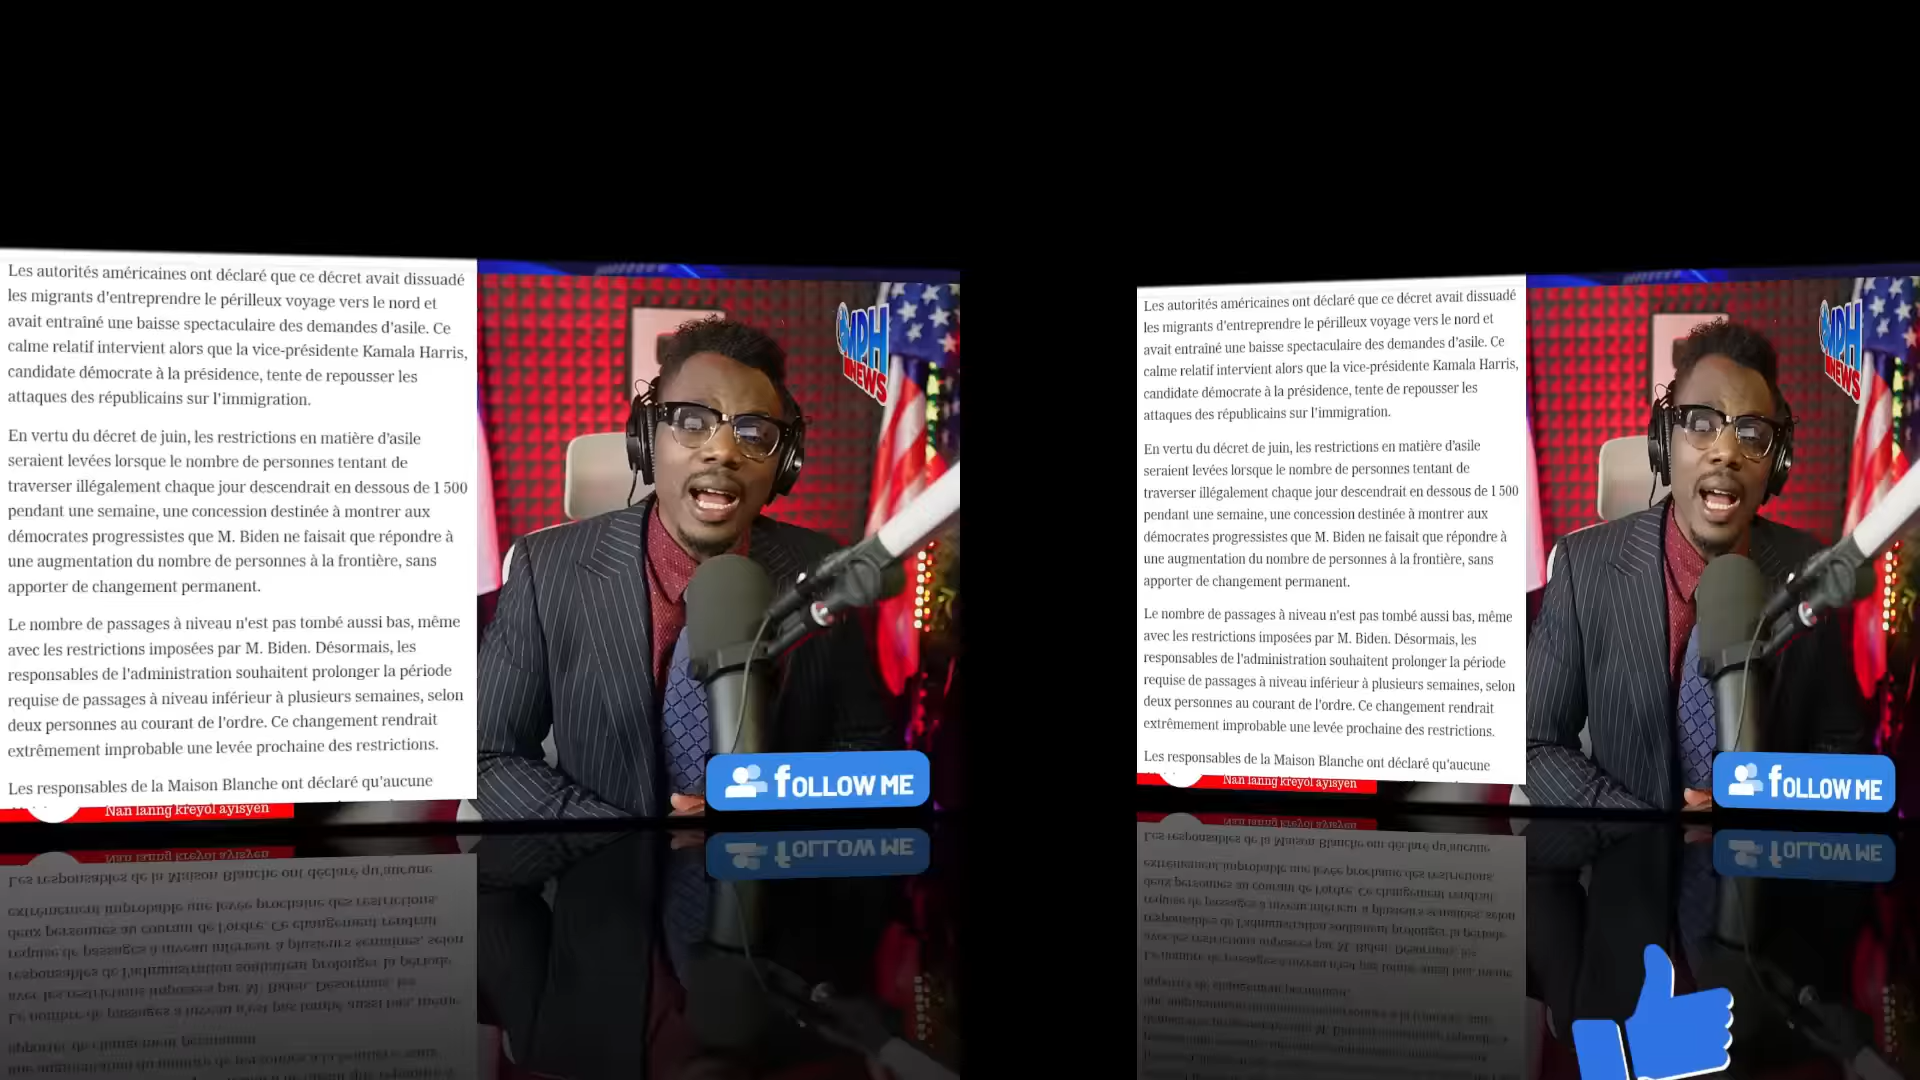 Les autorités américaines ont déclaré que ce décret avait dissuadé
les migrants d'entreprendre le périlleux voyage vers le nord et
avait entraîné une baisse spectaculaire des demandes d'asile. Ce
calme relatif intervient alors que la vice-présidente Kamala Harris,
candidate démocrate à la présidence, tente de repousser les
attaques des républicains sur l'immigration.
En vertu du décret de juin, les restrictions en matière d'asile
seraient levées lorsque le nombre de personnes tentant de
traverser illégalement chaque jour descendrait en dessous de 1 500
pendant une semaine, une concession destinée à montrer aux
démocrates progressistes que M. Biden ne faisait que répondre à
une augmentation du nombre de personnes à la frontière, sans
apporter de changement permanent.
Le nombre de passages à niveau n'est pas tombé aussi bas, même
avec les restrictions imposées par M. Biden. Désormais, les
responsables de l'administration souhaitent prolonger la période
requise de passages à niveau inférieur à plusieurs semaines, selon
deux personnes au courant de l'ordre. Ce changement rendrait
extrêmement improbable une levée prochaine des restrictions.
Les responsables de la Maison Blanche ont déclaré qu'aucune
Nan lanng kreyol ayisyen
MPH
NEWS
fOLLOW ME
Les autorités américaines ont déclaré que ce décret avait dissuadé
les migrants d'entreprendre le périlleux voyage vers le nord et
avait entraîné une baisse spectaculaire des demandes d'asile. Ce
calme relatif intervient alors que la vice-présidente Kamala Harris,
candidate démocrate à la présidence, tente de repousser les
attaques des républicains sur l'immigration.
En vertu du décret de juin, les restrictions en matière d'asile
seraient levées lorsque le nombre de personnes tentant de
traverser illégalement chaque jour descendrait en dessous de 1 500
pendant une semaine, une concession destinée à montrer aux
démocrates progressistes que M. Biden ne faisait que répondre à
une augmentation du nombre de personnes à la frontière, sans
apporter de changement permanent.
Le nombre de passages à niveau n'est pas tombé aussi bas, même
avec les restrictions imposées par M. Biden. Désormais, les
responsables de l'administration souhaitent prolonger la période
requise de passages à niveau inférieur à plusieurs semaines, selon
deux personnes au courant de l'ordre. Ce changement rendrait
extrêmement improbable une levée prochaine des restrictions.
Les responsables de la Maison Blanche ont déclaré qu'aucune
Nan lanng kreyol ayisyen
MPH
NEWS
fOLLOW ME